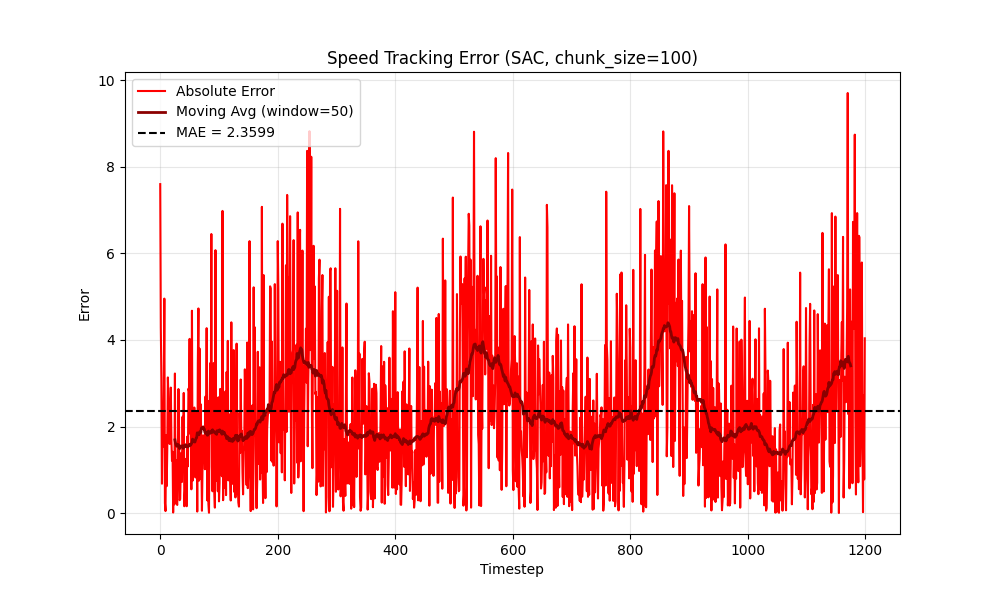 Speed Tracking Error (SAC, chunk_size=100)
Absolute Error
Moving Avg (window=50)
MAE = 2.3599
Error
10
8
6
4
2
0
0 200 400 600 800 1000 1200
Timestep